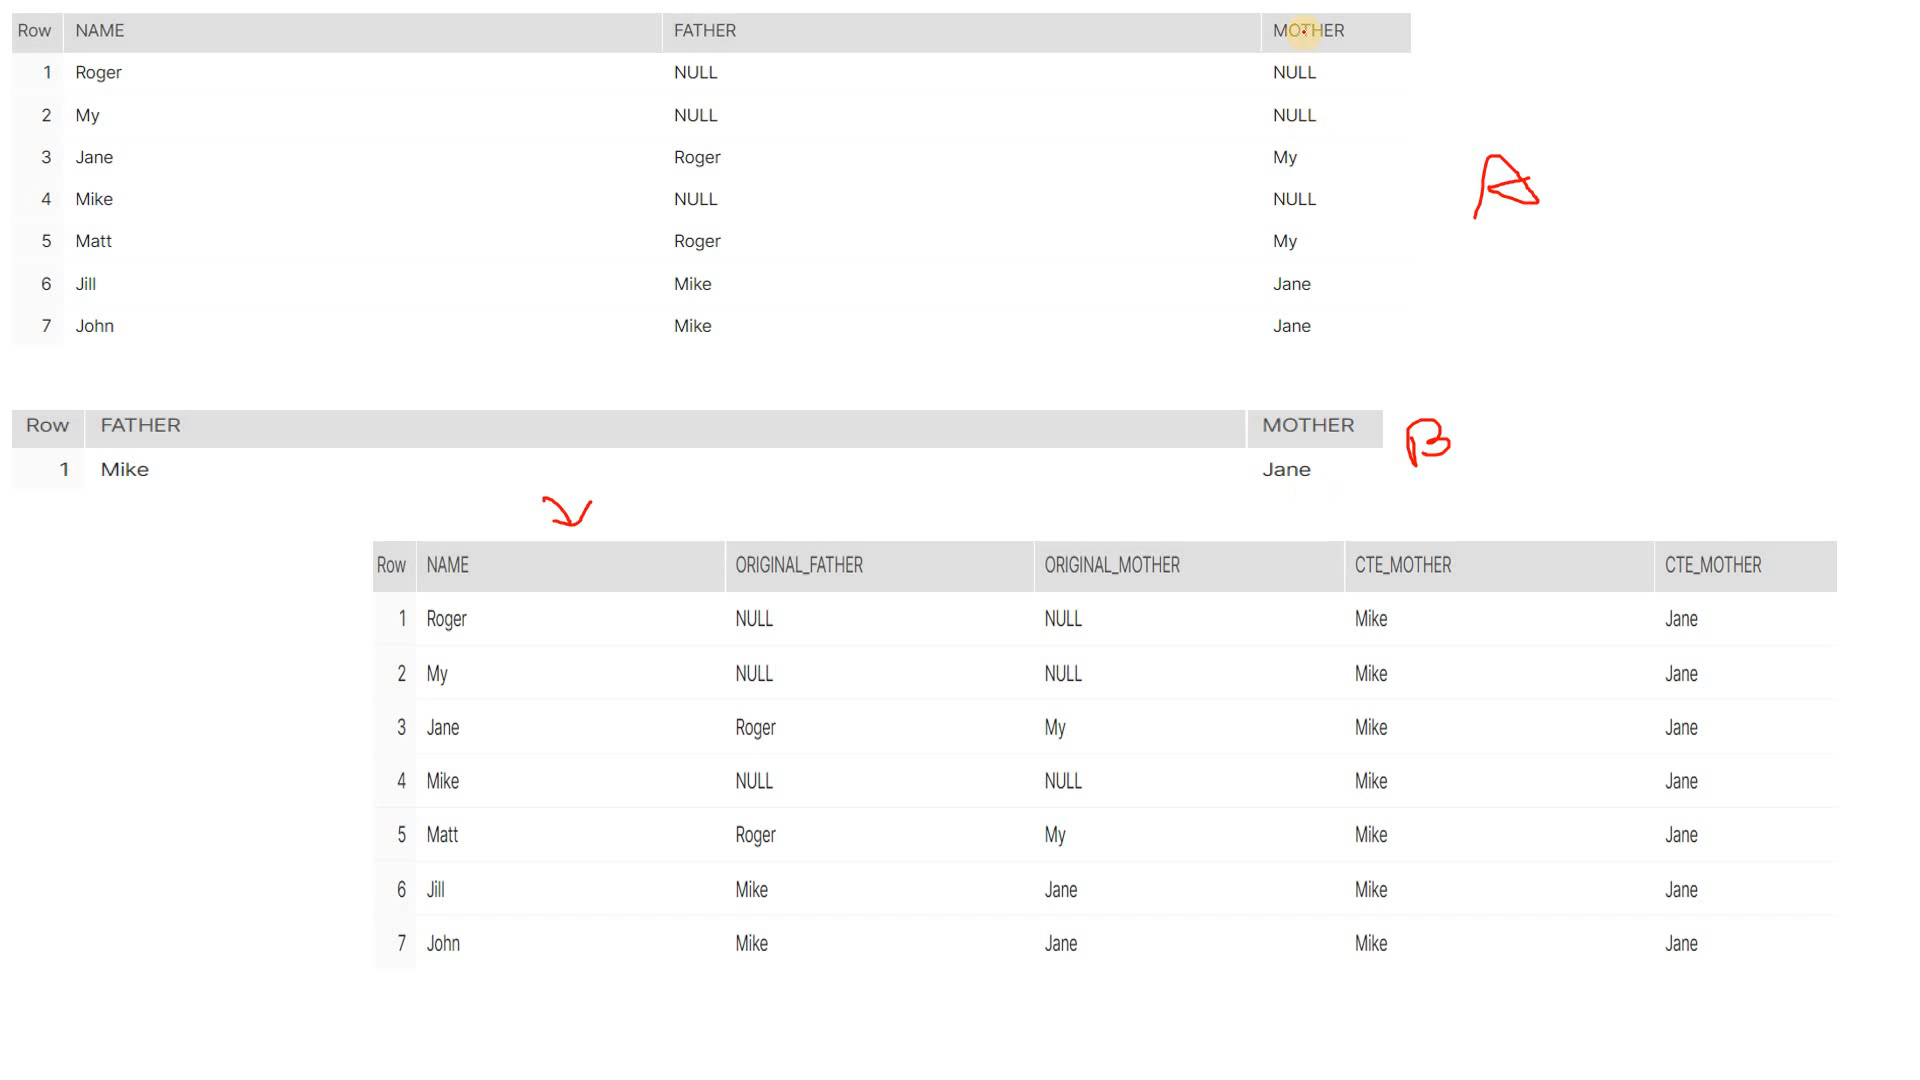 Row NAME FATHER MOTHER
1 Roger NULL NULL
2 My NULL NULL
3 Jane Roger My
4 Mike NULL NULL
5 Matt Roger My
6 Jill Mike Jane
7 John Mike Jane
A
Row FATHER MOTHER
1 Mike Jane
B
Row NAME ORIGINAL_FATHER ORIGINAL_MOTHER CTE_MOTHER CTE_MOTHER
1 Roger NULL NULL Mike Jane
2 My NULL NULL Mike Jane
3 Jane Roger My Mike Jane
4 Mike NULL NULL Mike Jane
5 Matt Roger My Mike Jane
6 Jill Mike Jane Mike Jane
7 John Mike Jane Mike Jane